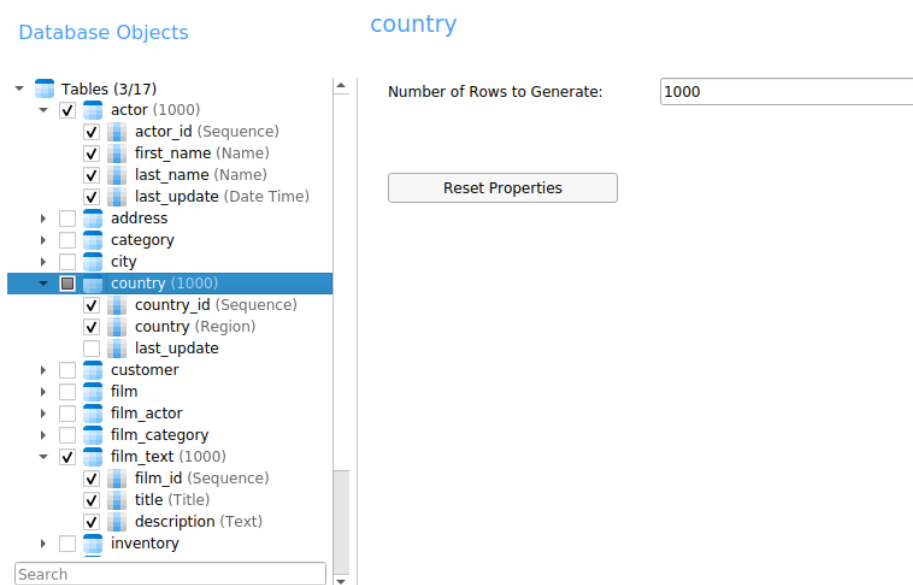 Database Objects
country
Tables (3/17)
actor (1000)
actor_id (Sequence)
first_name (Name)
last_name (Name)
last_update (Date Time)
address
category
city
country (1000)
country_id (Sequence)
country (Region)
last_update
customer
film
film_actor
film_category
film_text (1000)
film_id (Sequence)
title (Title)
description (Text)
inventory
Search
Number of Rows to Generate:
1000
Reset Properties